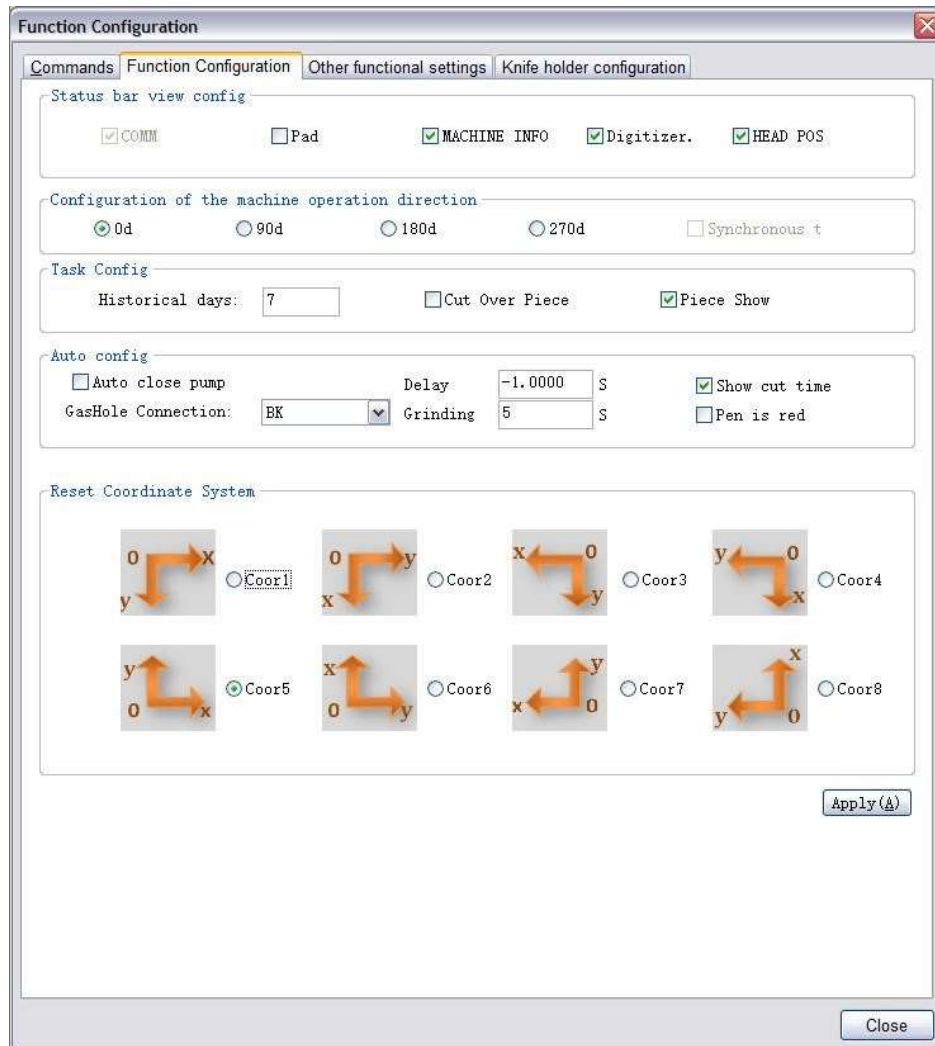 Function Configuration
Commands Function Configuration Other functional settings Knife holder configuration
Status bar view config
COMM Pad MACHINE INFO Digitizer. HEAD POS
Configuration of the machine operation direction
0d 90d 180d 270d Synchronous t
Task Config
Historical days: 7 Cut Over Piece Piece Show
Auto config
Auto close pump Delay -1.0000 S Show cut time
GasHole Connection: BK Grinding 5 S Pen is red
Reset Coordinate System
0 x y Coor1 0 y x Coor2 x 0 y Coor3 y 0 x Coor4
y 0 x Coor5 x 0 y Coor6 y x 0 Coor7 x y 0 Coor8
Apply(A)
Close